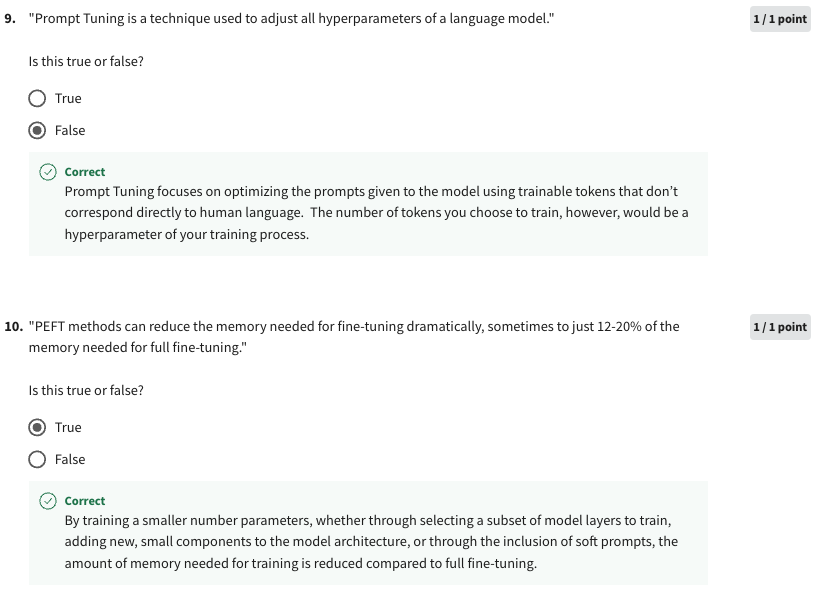 9. "Prompt Tuning is a technique used to adjust all hyperparameters of a language model."
1 / 1 point
Is this true or false?
True
False
Correct
Prompt Tuning focuses on optimizing the prompts given to the model using trainable tokens that don’t
correspond directly to human language.  The number of tokens you choose to train, however, would be a
hyperparameter of your training process.
10. "PEFT methods can reduce the memory needed for fine-tuning dramatically, sometimes to just 12-20% of the
1 / 1 point
memory needed for full fine-tuning."
Is this true or false?
True
False
Correct
By training a smaller number parameters, whether through selecting a subset of model layers to train,
adding new, small components to the model architecture, or through the inclusion of soft prompts, the
amount of memory needed for training is reduced compared to full fine-tuning.